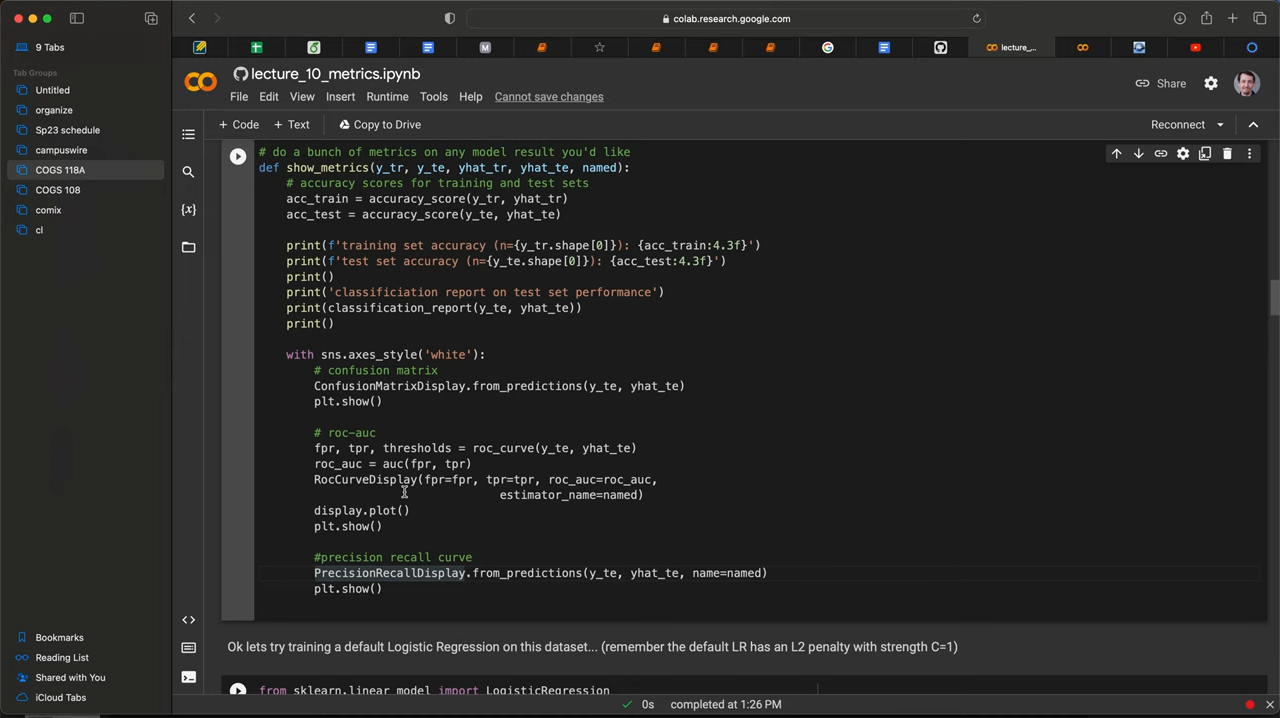 9 Tabs
Tab Groups
Untitled
organize
Sp23 schedule
campuswire
COGS 118A
COGS 108
comix
cl
Bookmarks
Reading List
Shared with You
iCloud Tabs
colab.research.google.com
lecture_...
lecture_10_metrics.ipynb
File Edit View Insert Runtime Tools Help Cannot save changes
Share
+ Code + Text Copy to Drive
Reconnect
# do a bunch of metrics on any model result you'd like
def show_metrics(y_tr, y_te, yhat_tr, yhat_te, named):
# accuracy scores for training and test sets
acc_train = accuracy_score(y_tr, yhat_tr)
acc_test = accuracy_score(y_te, yhat_te)
print(f'training set accuracy (n={y_tr.shape[0]}): {acc_train:4.3f}')
print(f'test set accuracy (n={y_te.shape[0]}): {acc_test:4.3f}')
print()
print('classificiation report on test set performance')
print(classification_report(y_te, yhat_te))
print()
with sns.axes_style('white'):
# confusion matrix
ConfusionMatrixDisplay.from_predictions(y_te, yhat_te)
plt.show()
# roc-auc
fpr, tpr, thresholds = roc_curve(y_te, yhat_te)
roc_auc = auc(fpr, tpr)
RocCurveDisplay(fpr=fpr, tpr=tpr, roc_auc=roc_auc,
estimator_name=named)
display.plot()
plt.show()
#precision recall curve
PrecisionRecallDisplay.from_predictions(y_te, yhat_te, name=named)
plt.show()
Ok lets try training a default Logistic Regression on this dataset... (remember the default LR has an L2 penalty with strength C=1)
from sklearn.linear_model import LogisticRegression
0s completed at 1:26 PM